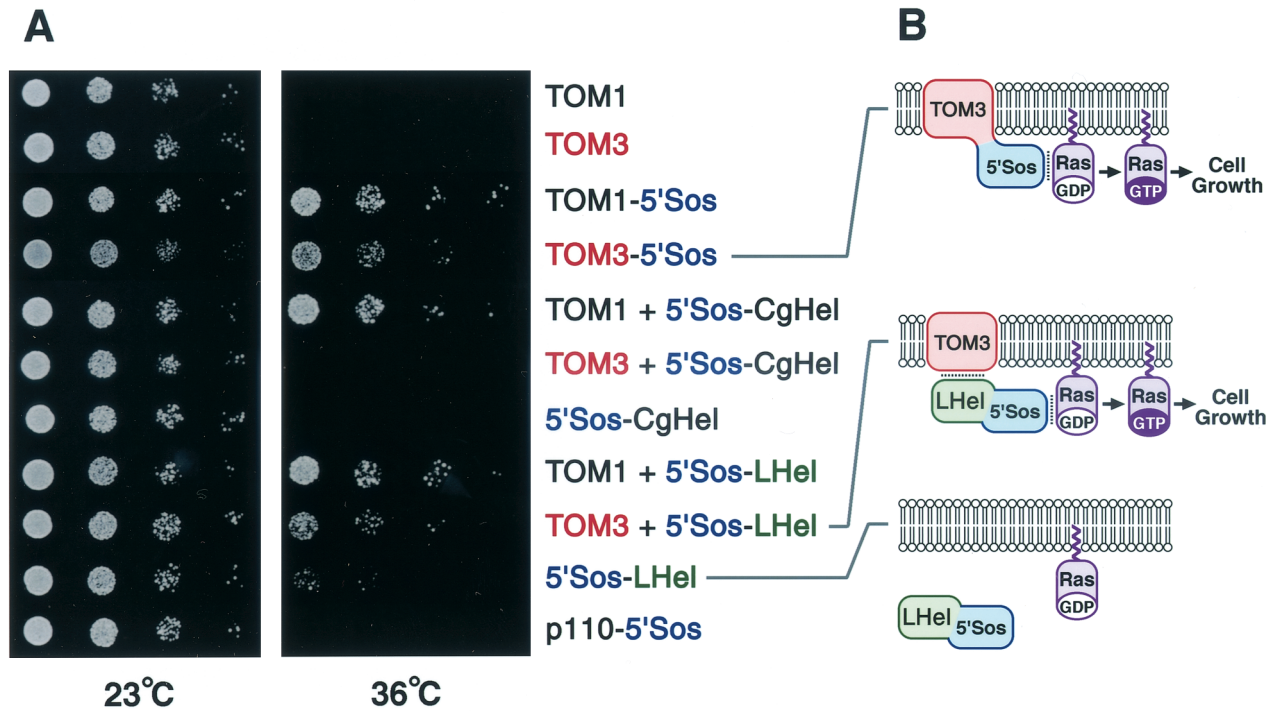 A
B
TOM1
TOM3
TOM1-5'Sos
TOM3-5'Sos
TOM1 + 5'Sos-CgHel
TOM3 + 5'Sos-CgHel
5'Sos-CgHel
TOM1 + 5'Sos-LHel
TOM3 + 5'Sos-LHel
5'Sos-LHel
p110-5'Sos
23°C
36°C
TOM3
5'Sos
Ras
GDP
Ras
GTP
Cell
Growth
TOM3
LHel
5'Sos
Ras
GDP
Ras
GTP
Cell
Growth
Ras
GDP
LHel
5'Sos